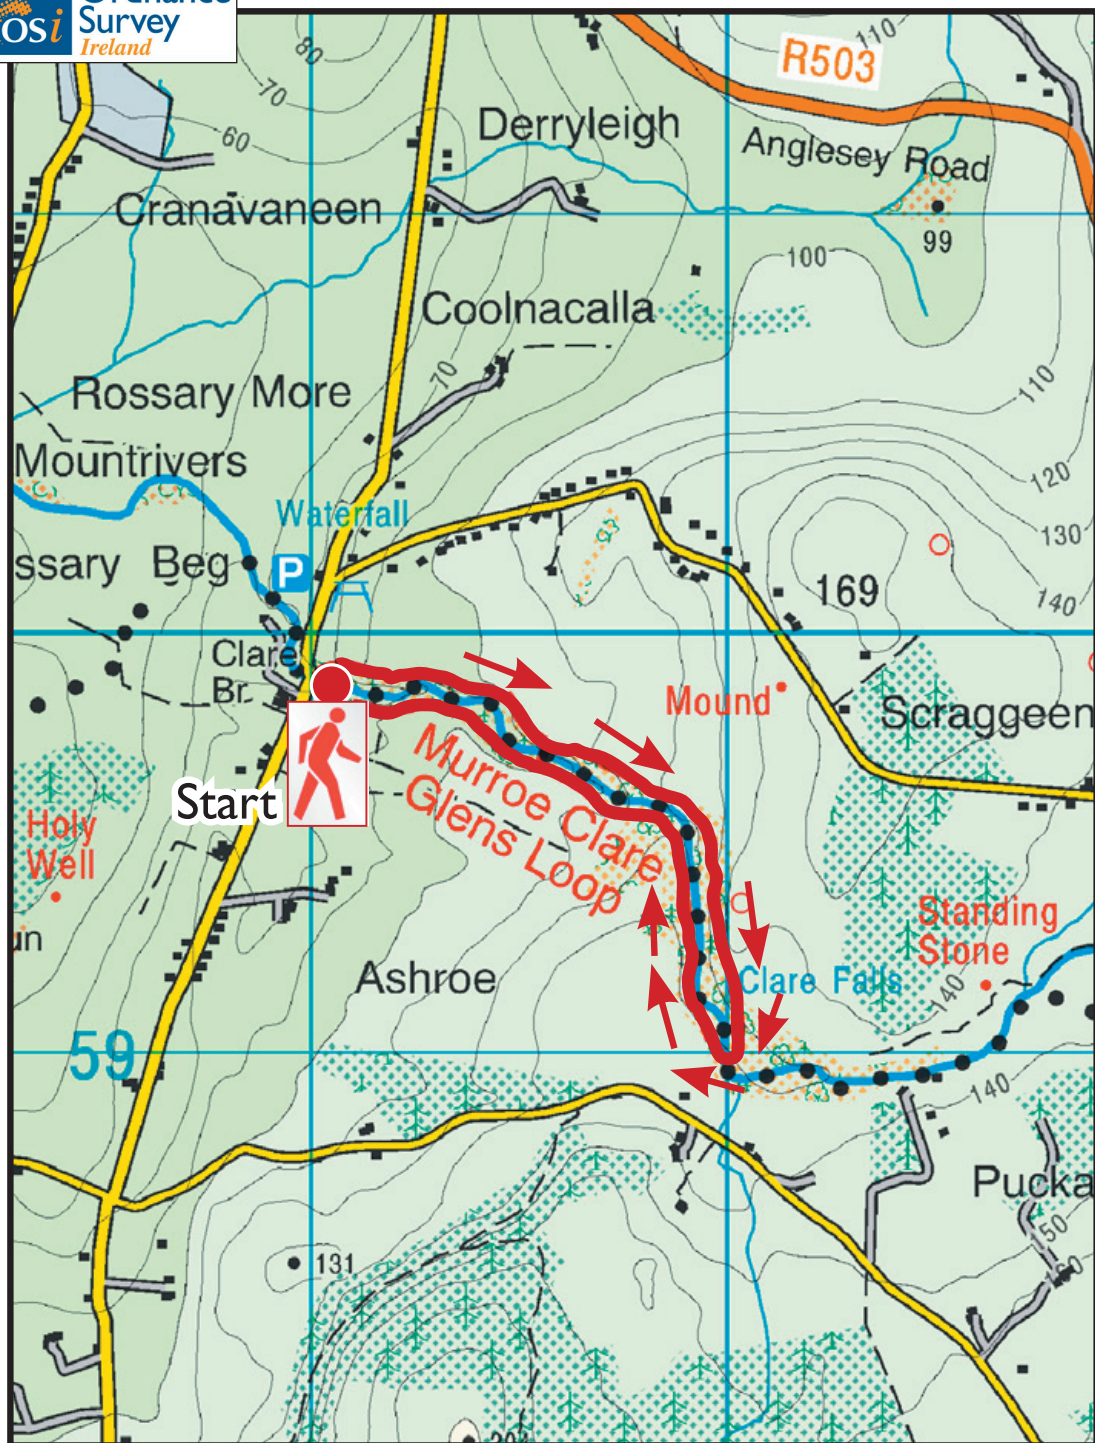 Survey
osi
Ireland
80
70
60
110
R503
Derryleigh
Anglesey Road
Cranavaneen
99
100
Coolnacalla
70
110
Rossary More
Mountrivers
120
Waterfall
130
ssary Beg
P
169
140
Clare
Br.
Mound
Scraggeen
Murroe Clare
Glens Loop
Start
Holy
Well
Standing
Stone
un
Ashroe
Clare Falls
140
59
140
Pucka
150
160
131